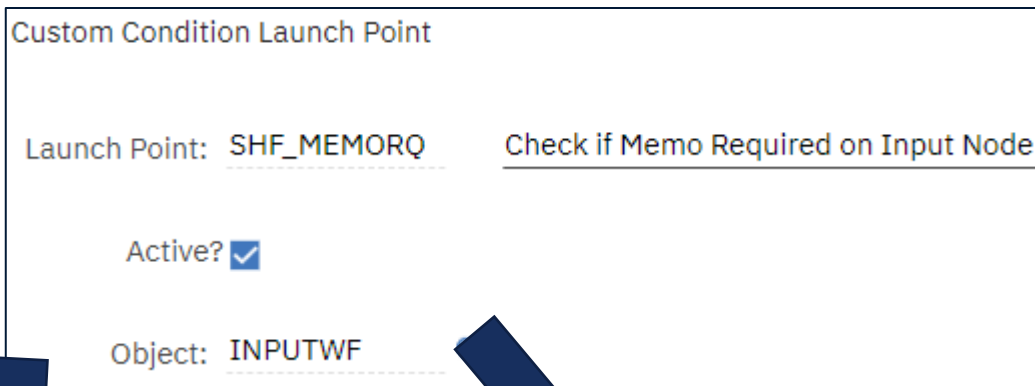 Custom Condition Launch Point
Launch Point: SHF_MEMORQ Check if Memo Required on Input Node
Active?
Object: INPUTWF